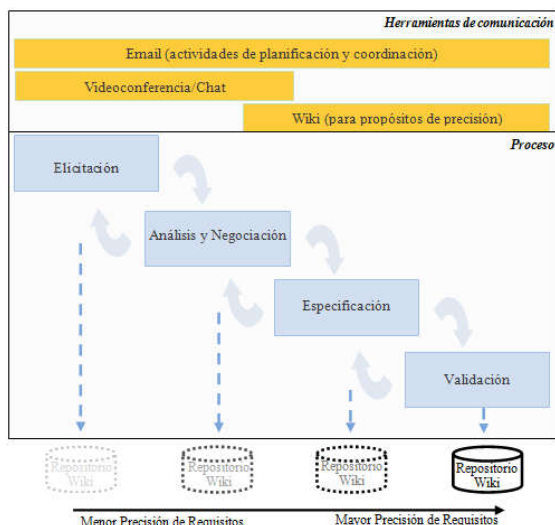 Herramientas de comunicación
Email (actividades de planificación y coordinación)
Videoconferencia/Chat
Wiki (para propósitos de precisión)
Proceso
Elicitación
Análisis y Negociación
Especificación
Validación
Repositorio
Wiki
Repositorio
Wiki
Repositorio
Wiki
Repositorio
Wiki
Menor Precisión de Requisitos
Mayor Precisión de Requisitos